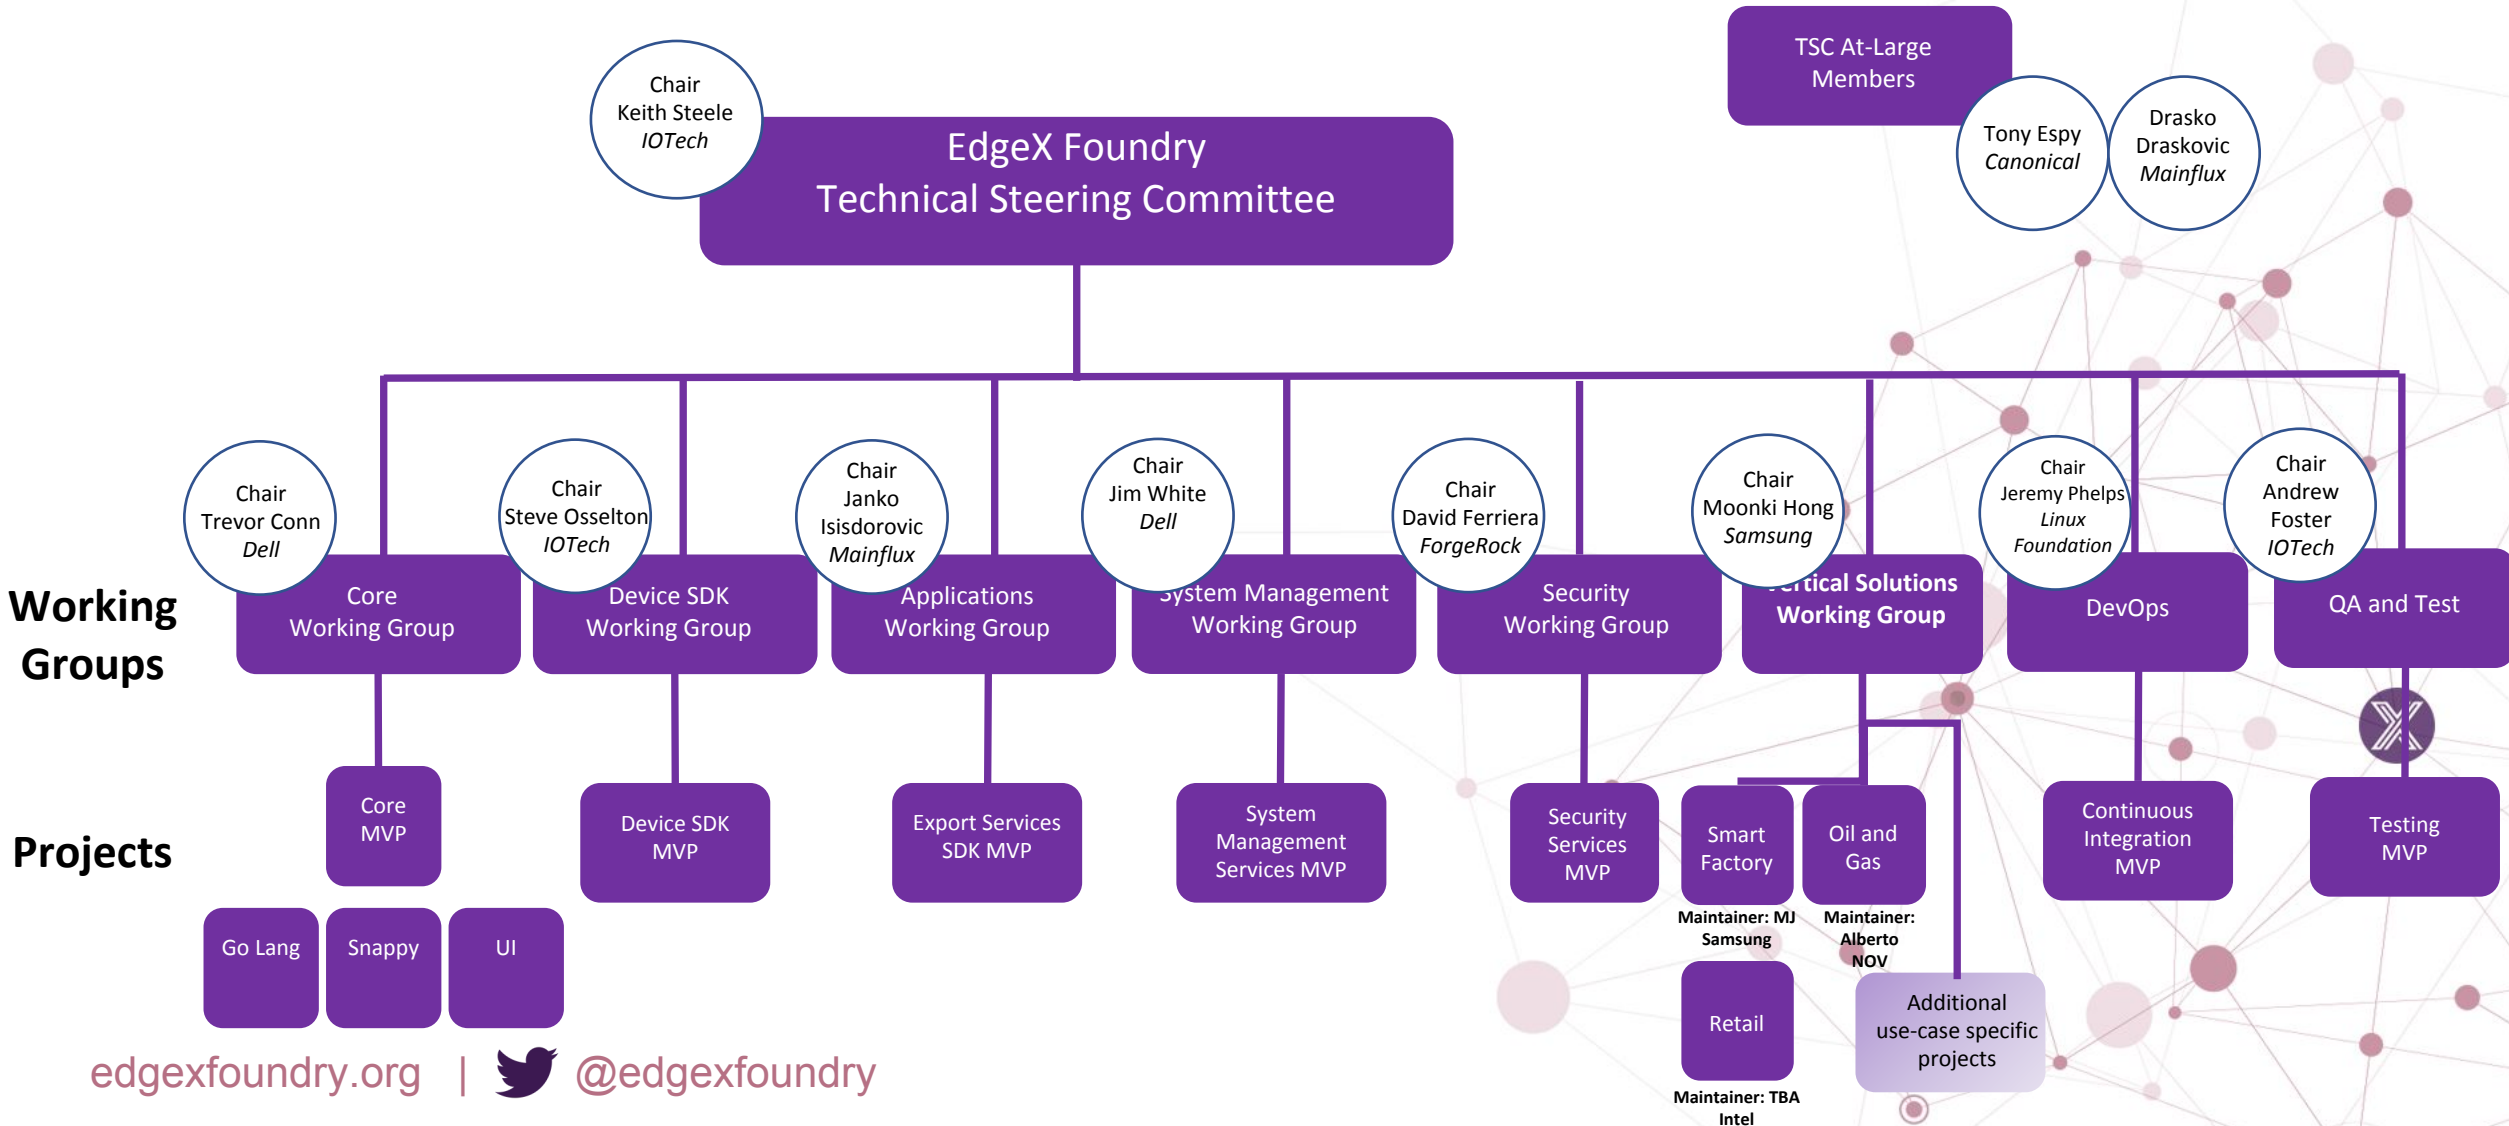 TSC At-Large
Members
Chair
Keith Steele
IOTech
EdgeX Foundry
Technical Steering Committee
Tony Espy
Canonical
Drasko
Draskovic
Mainflux
Chair
Trevor Conn
Dell
Chair
Steve Osselton
IOTech
Chair
Janko
Isisdorovic
Mainflux
Chair
Jim White
Dell
Chair
David Ferriera
ForgeRock
Chair
Moonki Hong
Samsung
Chair
Jeremy Phelps
Linux
Foundation
Chair
Andrew
Foster
IOTech
Working
Groups
Core
Working Group
Device SDK
Working Group
Applications
Working Group
System Management
Working Group
Security
Working Group
Vertical Solutions
Working Group
DevOps
QA and Test
Projects
Core
MVP
Device SDK
MVP
Export Services
SDK MVP
System
Management
Services MVP
Security
Services
MVP
Smart
Factory
Oil and
Gas
Continuous
Integration
MVP
Testing
MVP
Maintainer: MJ
Samsung
Maintainer:
Alberto
NOV
Go Lang
Snappy
UI
Retail
Additional
use-case specific
projects
Maintainer: TBA
Intel
edgexfoundry.org | @edgexfoundry